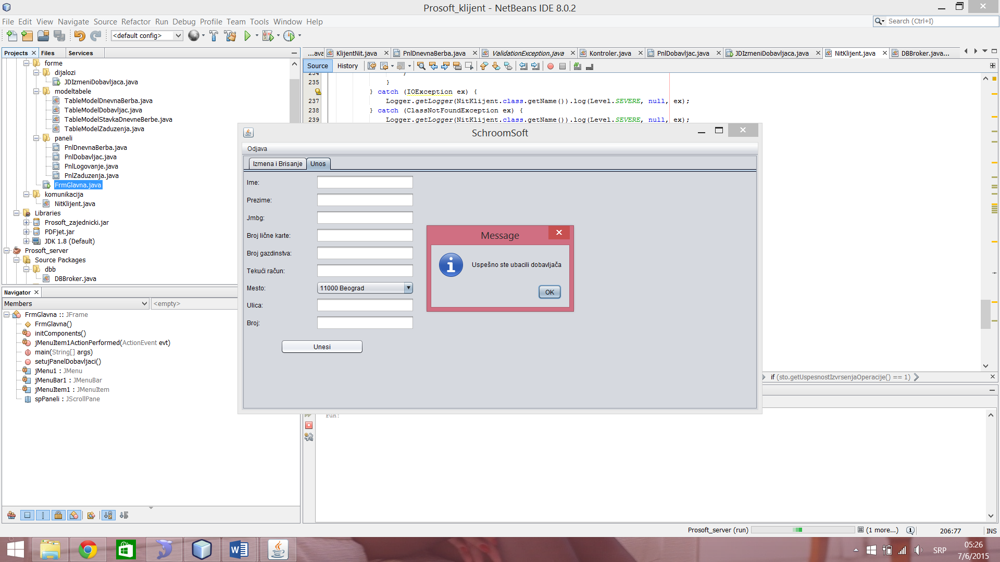 Prosoft_klijent - NetBeans IDE 8.0.2
File Edit View Navigate Source Refactor Run Debug Profile Team Tools Window Help
Search (Ctrl+I)
<default config>
Projects Files Services
forme
dijalozi
JDIzmeniDobavljaca.java
modeltabele
TableModelDnevnaBerba.java
TableModelDobavljac.java
TableModelStavkaDnevneBerbe.java
TableModelZaduzenja.java
paneli
PnlDnevnaBerba.java
PnlDobavljac.java
PnlLogovanje.java
PnlZaduzenja.java
FrmGlavna.java
komunikacija
NitKlijent.java
Libraries
Prosoft_zajednicki.jar
PDFjet.jar
JDK 1.8 (Default)
Prosoft_server
Source Packages
dbb
DBBroker.java
Navigator
Members
<empty>
FrmGlavna :: JFrame
FrmGlavna()
initComponents()
jMenuItem1ActionPerformed(ActionEvent evt)
main(String[] args)
setujPanelDobavljaci()
jMenu1 : JMenu
jMenuBar1 : JMenuBar
jMenuItem1 : JMenuItem
spPaneli : JScrollPane
...ava KlijentNit.java PnlDnevnaBerba.java ValidationException.java Kontroler.java PnlDobavljac.java JDIzmeniDobavljaca.java NitKlijent.java DBBroker.java...
Source History
234 }
235 }
} catch (IOException ex) {
237 Logger.getLogger(NitKlijent.class.getName()).log(Level.SEVERE, null, ex);
238 } catch (ClassNotFoundException ex) {
239 Logger.getLogger(NitKlijent.class.getName()).log(Level.SEVERE, null, ex);
SchroomSoft
Odjava
Izmena i Brisanje Unos
Ime:
Prezime:
Jmbg:
Broj lične karte:
Broj gazdinstva:
Tekući račun:
Mesto: 11000 Beograd
Ulica:
Broj:
Unesi
Message
Uspešno ste ubacili dobavljača
OK
if (sto.getUspesnostIzvrsenjaOperacije() == 1)
run:
Prosoft_server (run) (1 more...) 206:77 INS
SRP
05:26
7/6/2015